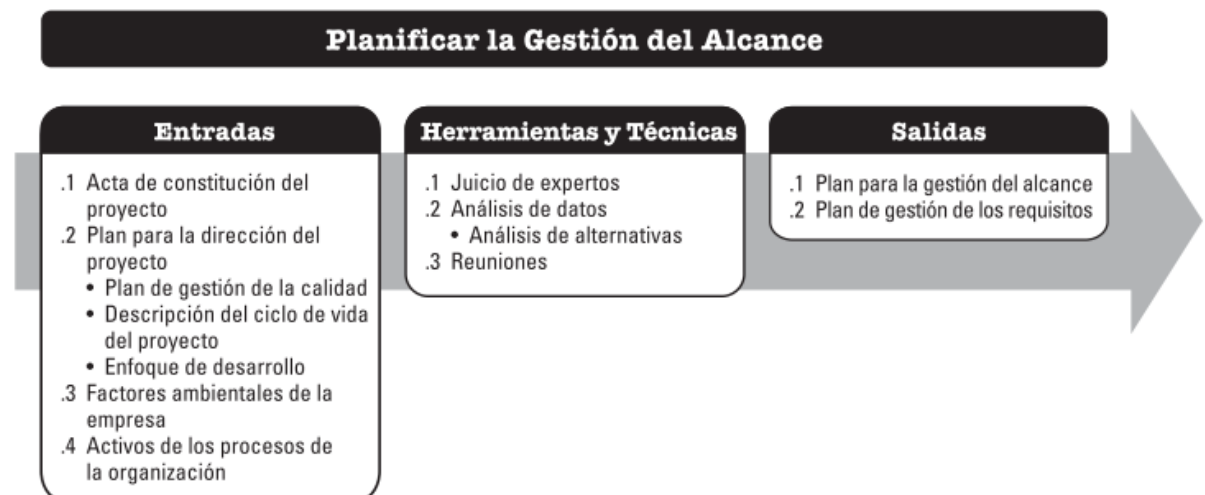 Planificar la Gestión del Alcance
Entradas
.1 Acta de constitución del
proyecto
.2 Plan para la dirección del
proyecto
• Plan de gestión de la calidad
• Descripción del ciclo de vida
del proyecto
• Enfoque de desarrollo
.3 Factores ambientales de la
empresa
.4 Activos de los procesos de
la organización
Herramientas y Técnicas
.1 Juicio de expertos
.2 Análisis de datos
• Análisis de alternativas
.3 Reuniones
Salidas
.1 Plan para la gestión del alcance
.2 Plan de gestión de los requisitos